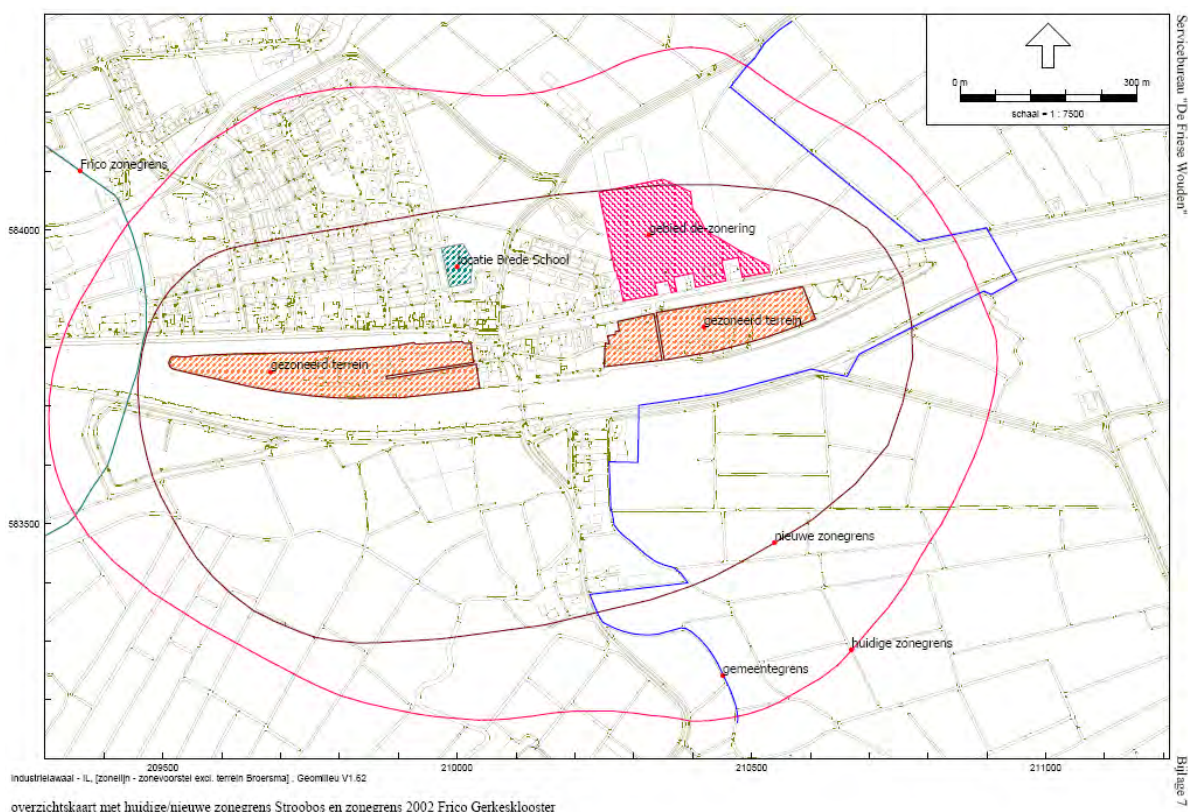 Servicebureau "De Friese Wouden"
0 m 300 m
schaal = 1 : 7500
Frico zonegrens
584000
gebied de-zonering
locatie Brede School
gezoneerd terrein
gezoneerd terrein
583500
nieuwe zonegrens
huidige zonegrens
gemeentegrens
209500 210000 210500 211000
Industrielawaai - IL, [zonelijn - zonevoorstel excl. terrein Broersma] , Geomilieu V1.62
Bijlage 7
overzichtskaart met huidige/nieuwe zonegrens Stroobos en zonegrens 2002 Frico Gerkesklooster